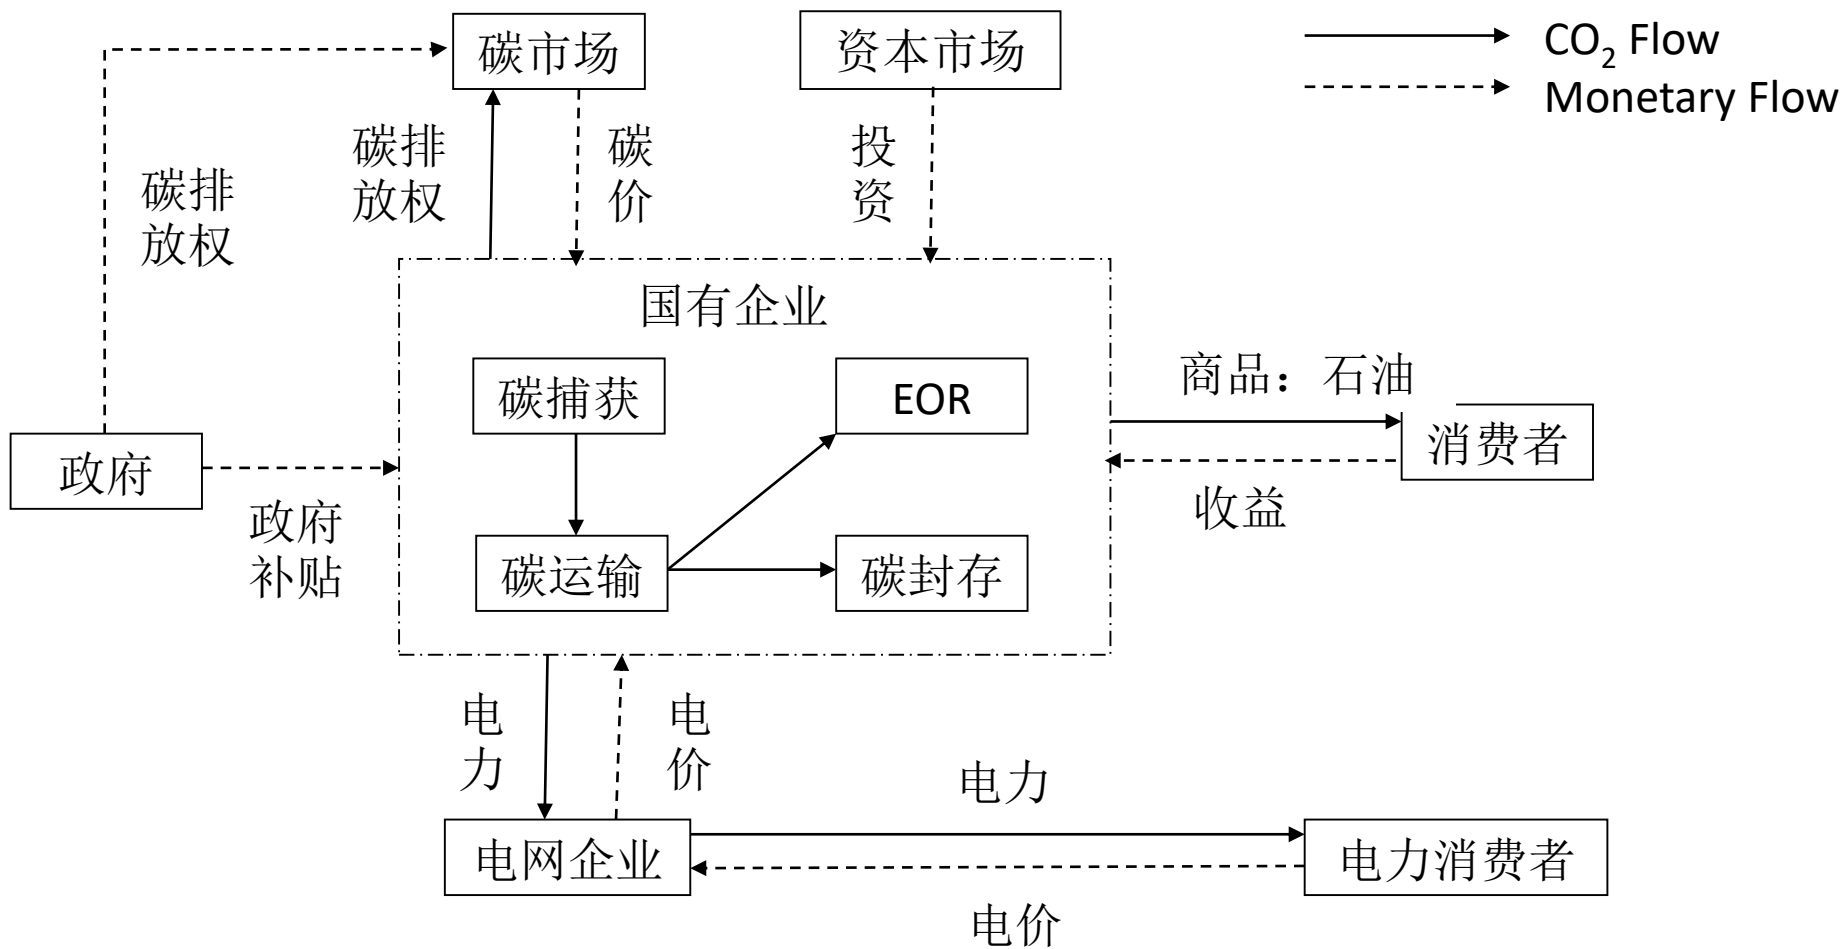 碳市场
资本市场
CO₂ Flow
Monetary Flow
碳排
放权
碳排
放权
碳
价
投
资
国有企业
碳捕获
EOR
商品：石油
消费者
收益
政府
政府
补贴
碳运输
碳封存
电
力
电
价
电力
电网企业
电力消费者
电价